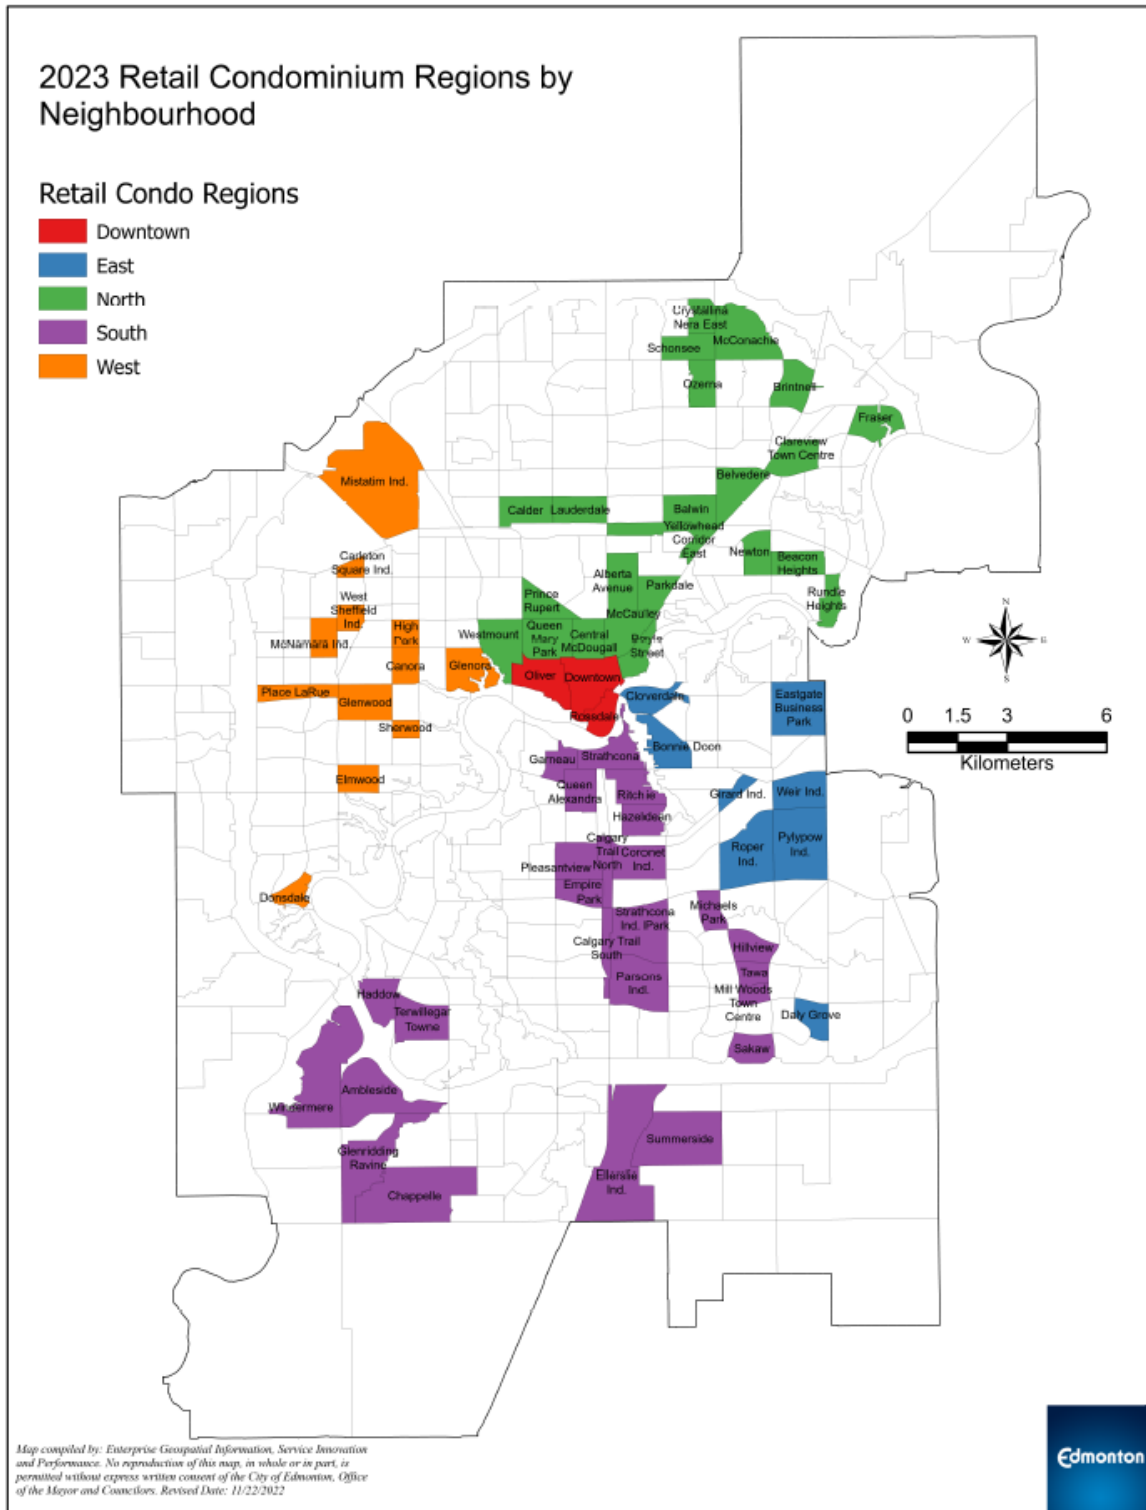 2023 Retail Condominium Regions by
Neighbourhood
Retail Condo Regions
Downtown
East
North
South
West
Crystallina
Nera East
McConachie
Schonsee
Ozerna
Brintnell
Fraser
Clareview
Town Centre
Belvedere
Mistatim Ind.
Calder
Lauderdale
Balwin
Yellowhead
Corridor
East
Newton
Beacon
Heights
Carleton
Square Ind.
Alberta
Avenue
Parkdale
Rundle
Heights
West
Sheffield
Ind.
Prince
Rupert
McCauley
McNamara Ind.
High
Park
Westmount
Queen
Mary
Park
Central
McDougall
Boyle
Street
Canora
Glenora
Oliver
Downtown
Place LaRue
Glenwood
Cloverdale
Eastgate
Business
Park
Rossdale
Sherwood
Bonnie Doon
Garneau
Strathcona
Elmwood
Queen
Alexandra
Ritchie
Girard Ind.
Weir Ind.
Hazeldean
Calgary
Trail
North
Coronet
Ind.
Pleasantview
Roper
Ind.
Pylypow
Ind.
Empire
Park
Donsdale
Michaels
Park
Strathcona
Ind. Park
Calgary Trail
South
Hillview
Tawa
Parsons
Ind.
Mill Woods
Town
Centre
Haddow
Terwillegar
Towne
Daly Grove
Sakaw
Ambleside
Windermere
Summerside
Glenridding
Ravine
Ellerslie
Ind.
Chappelle
N
W
E
S
0 1.5 3 6
Kilometers
Map compiled by: Enterprise Geospatial Information, Service Innovation
and Performance. No reproduction of this map, in whole or in part, is
permitted without express written consent of the City of Edmonton, Office
of the Mayor and Councilors. Revised Date: 11/22/2022
Edmonton